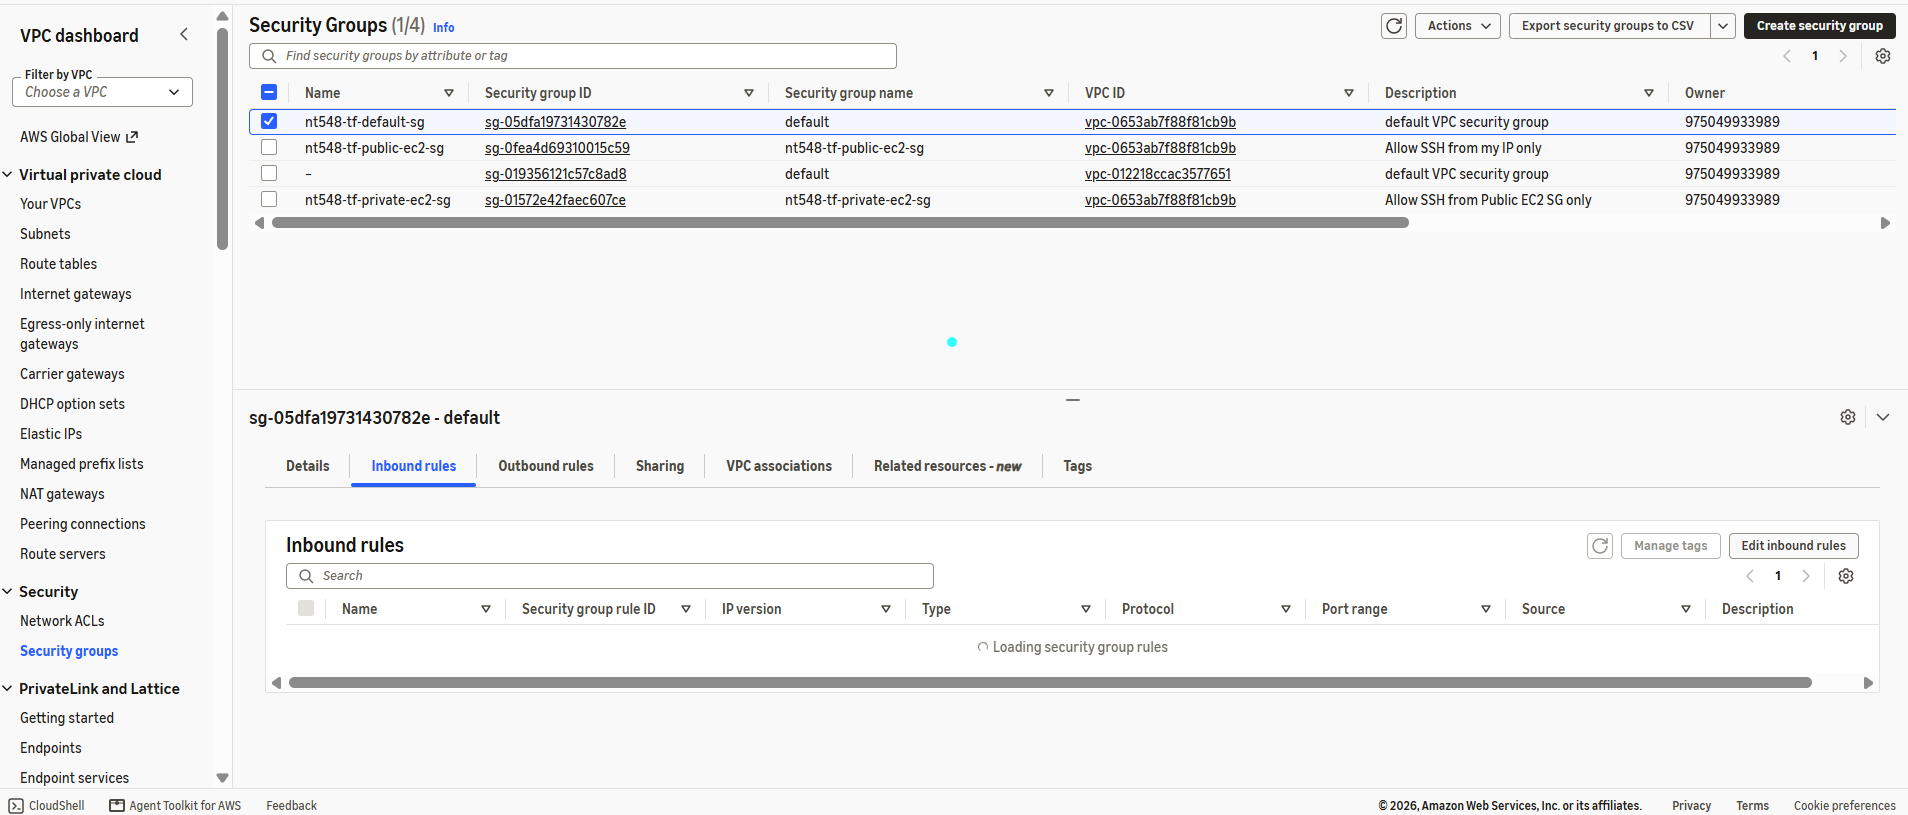 VPC dashboard
Filter by VPC
Choose a VPC
AWS Global View
Virtual private cloud
Your VPCs
Subnets
Route tables
Internet gateways
Egress-only internet
gateways
Carrier gateways
DHCP option sets
Elastic IPs
Managed prefix lists
NAT gateways
Peering connections
Route servers
Security
Network ACLs
Security groups
PrivateLink and Lattice
Getting started
Endpoints
Endpoint services
Security Groups (1/4) Info
Actions
Export security groups to CSV
Create security group
Find security groups by attribute or tag
1
Name Security group ID Security group name VPC ID Description Owner
nt548-tf-default-sg sg-05dfa19731430782e default vpc-0653ab7f88f81cb9b default VPC security group 975049933989
nt548-tf-public-ec2-sg sg-0fea4d69310015c59 nt548-tf-public-ec2-sg vpc-0653ab7f88f81cb9b Allow SSH from my IP only 975049933989
– sg-019356121c57c8ad8 default vpc-012218ccac3577651 default VPC security group 975049933989
nt548-tf-private-ec2-sg sg-01572e42faec607ce nt548-tf-private-ec2-sg vpc-0653ab7f88f81cb9b Allow SSH from Public EC2 SG only 975049933989
sg-05dfa19731430782e - default
Details Inbound rules Outbound rules Sharing VPC associations Related resources - new Tags
Inbound rules
Manage tags
Edit inbound rules
Search
1
Name Security group rule ID IP version Type Protocol Port range Source Description
Loading security group rules
CloudShell Agent Toolkit for AWS Feedback
© 2026, Amazon Web Services, Inc. or its affiliates. Privacy Terms Cookie preferences